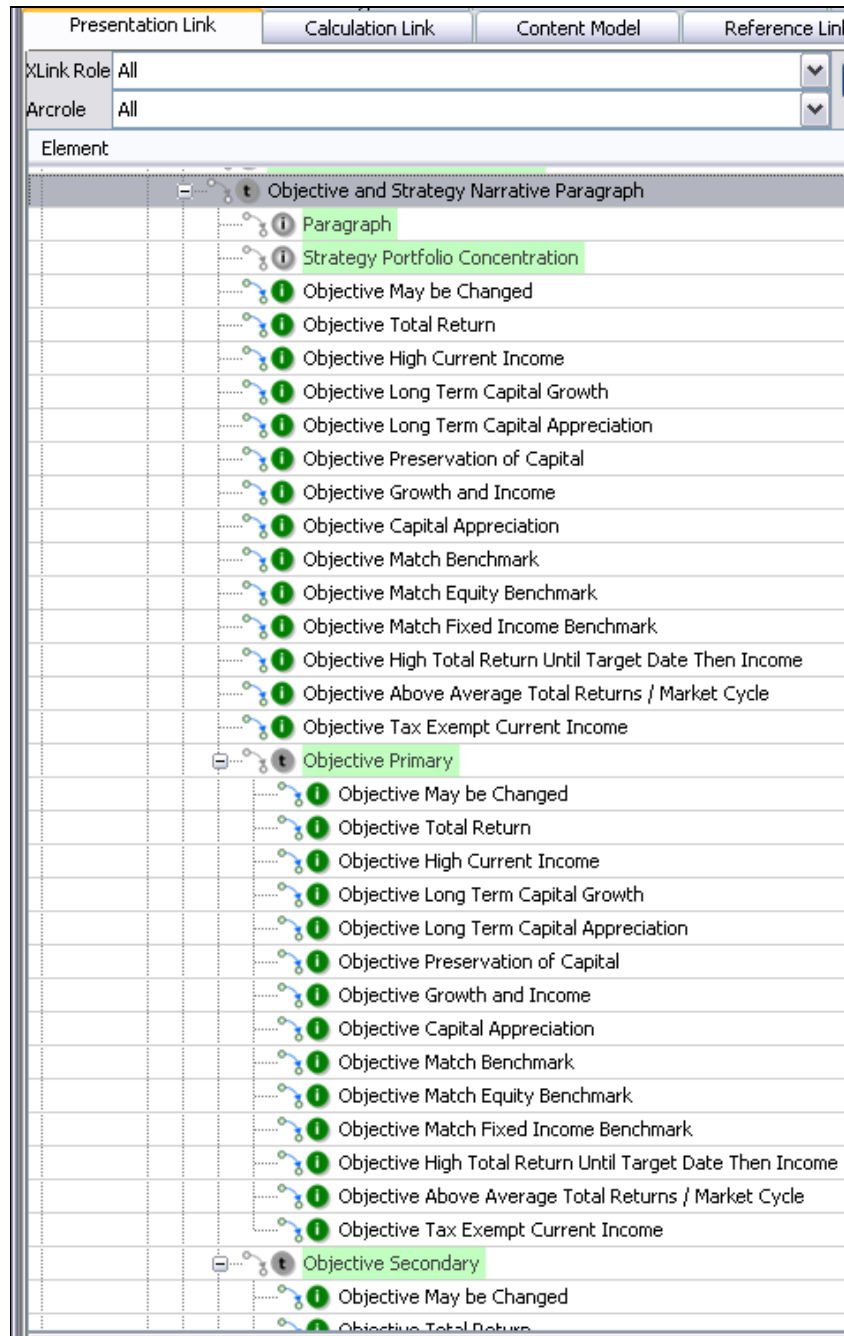 Presentation Link
Calculation Link
Content Model
Reference Lin
XLink Role All
Arcrole All
Element
t Objective and Strategy Narrative Paragraph
i Paragraph
i Strategy Portfolio Concentration
i Objective May be Changed
i Objective Total Return
i Objective High Current Income
i Objective Long Term Capital Growth
i Objective Long Term Capital Appreciation
i Objective Preservation of Capital
i Objective Growth and Income
i Objective Capital Appreciation
i Objective Match Benchmark
i Objective Match Equity Benchmark
i Objective Match Fixed Income Benchmark
i Objective High Total Return Until Target Date Then Income
i Objective Above Average Total Returns / Market Cycle
i Objective Tax Exempt Current Income
t Objective Primary
i Objective May be Changed
i Objective Total Return
i Objective High Current Income
i Objective Long Term Capital Growth
i Objective Long Term Capital Appreciation
i Objective Preservation of Capital
i Objective Growth and Income
i Objective Capital Appreciation
i Objective Match Benchmark
i Objective Match Equity Benchmark
i Objective Match Fixed Income Benchmark
i Objective High Total Return Until Target Date Then Income
i Objective Above Average Total Returns / Market Cycle
i Objective Tax Exempt Current Income
t Objective Secondary
i Objective May be Changed
i Objective Total Return